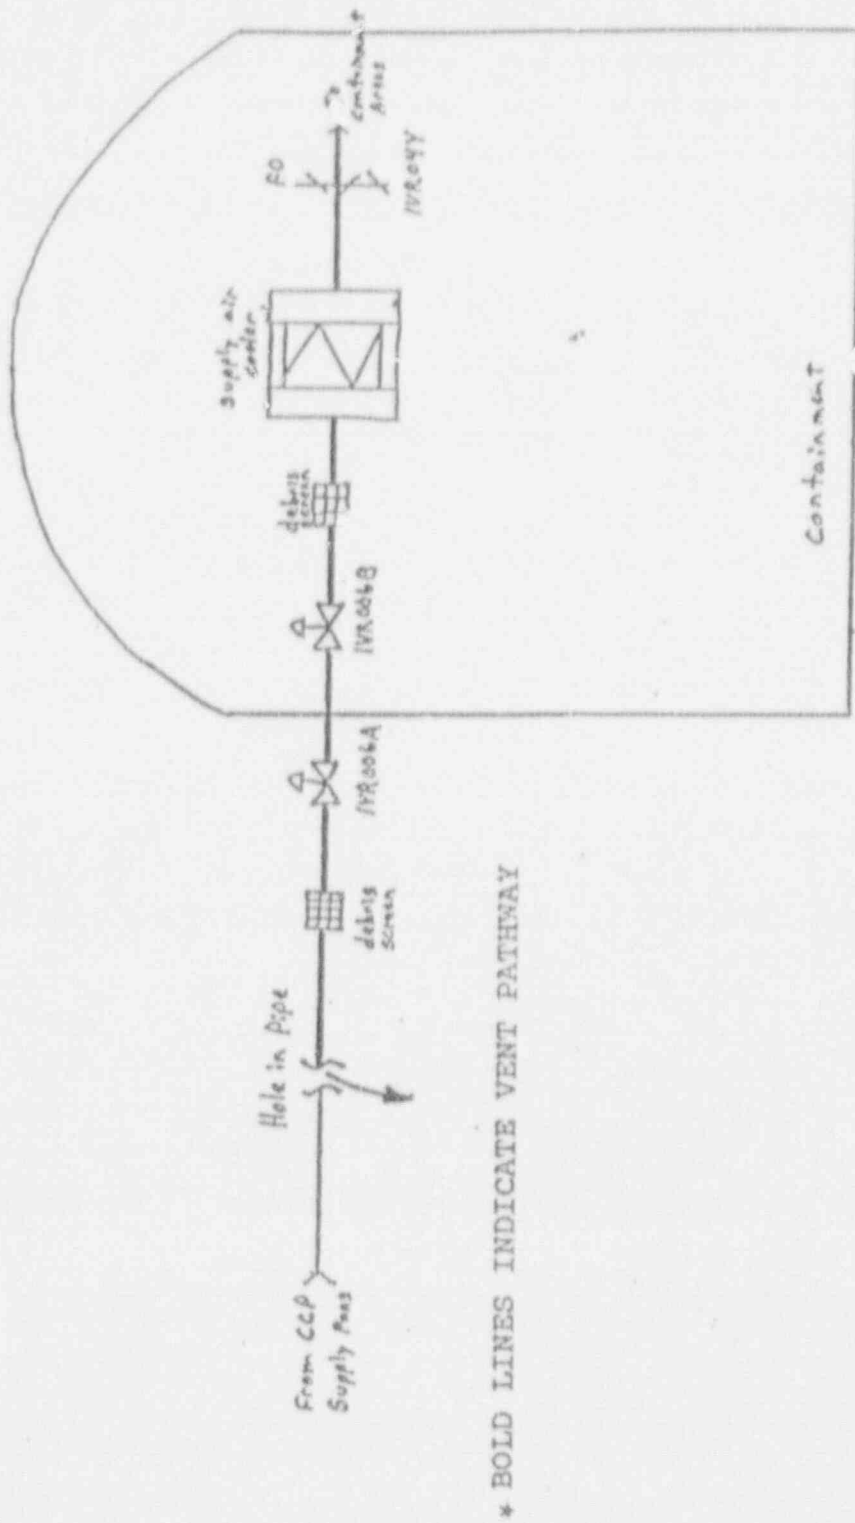 From CCP
Supply Fans
Hole in Pipe
debris
screen
1VR006A
1VR006B
debris
screen
Supply air
cooler
FO
1VR04Y
To
containment
Areas
Containment
* BOLD LINES INDICATE VENT PATHWAY